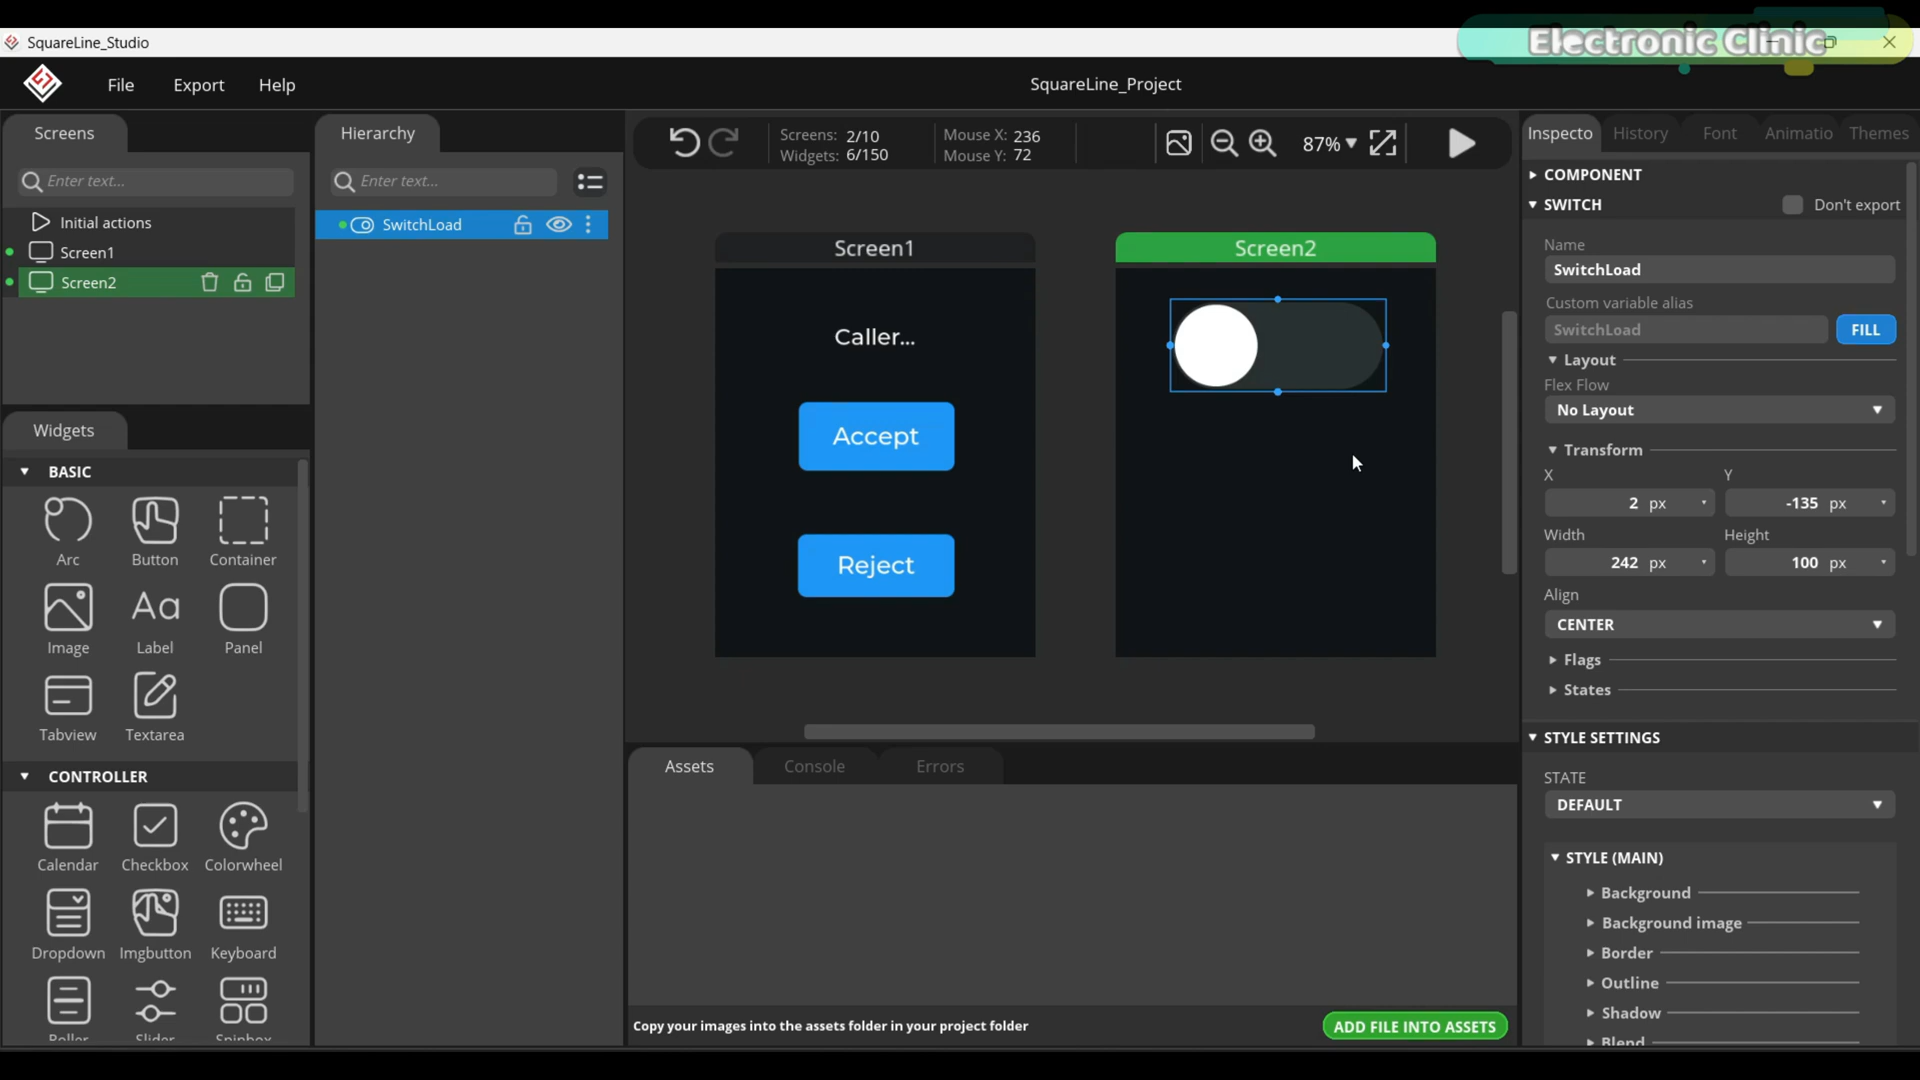 Electronic Clinic
SquareLine_Studio
File Export Help
SquareLine_Project
Screens
Enter text...
Initial actions
Screen1
Screen2
Hierarchy
Enter text...
SwitchLoad
Screens: 2/10
Widgets: 6/150
Mouse X: 236
Mouse Y: 72
87%
Screen1
Caller...
Accept
Reject
Screen2
Widgets
BASIC
Arc Button Container
Image Label Panel
Tabview Textarea
CONTROLLER
Calendar Checkbox Colorwheel
Dropdown Imgbutton Keyboard
Roller Slider Spinbox
Assets Console Errors
Copy your images into the assets folder in your project folder
ADD FILE INTO ASSETS
Inspecto History Font Animatio Themes
COMPONENT
SWITCH
Don't export
Name
SwitchLoad
Custom variable alias
SwitchLoad
FILL
Layout
Flex Flow
No Layout
Transform
X Y
2 px -135 px
Width Height
242 px 100 px
Align
CENTER
Flags
States
STYLE SETTINGS
STATE
DEFAULT
STYLE (MAIN)
Background
Background image
Border
Outline
Shadow
Blend